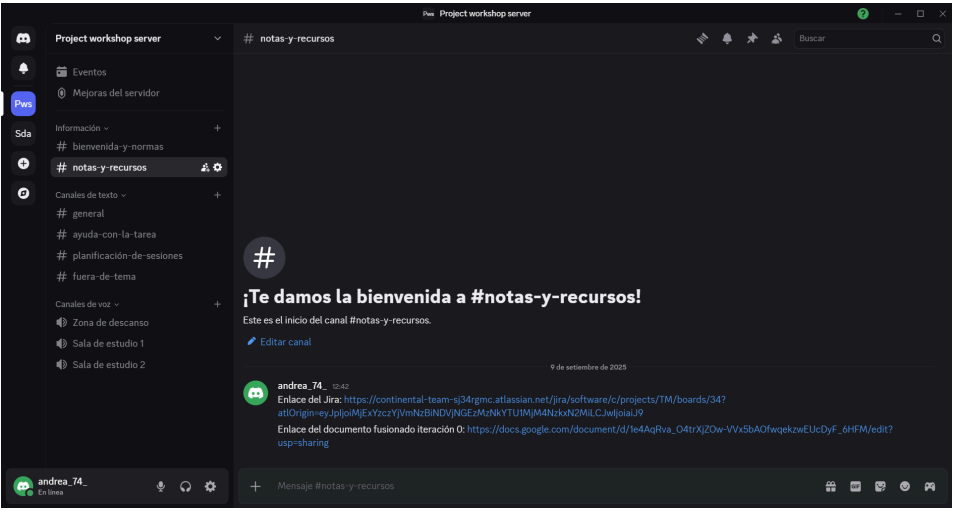 Pws Project workshop server
Project workshop server
# notas-y-recursos
Buscar
Eventos
Mejoras del servidor
Pws
Sda
Información
# bienvenida-y-normas
# notas-y-recursos
Canales de texto
# general
# ayuda-con-la-tarea
# planificación-de-sesiones
# fuera-de-tema
Canales de voz
Zona de descanso
Sala de estudio 1
Sala de estudio 2
andrea_74_
En línea
#
¡Te damos la bienvenida a #notas-y-recursos!
Este es el inicio del canal #notas-y-recursos.
Editar canal
9 de setiembre de 2025
andrea_74_ 12:42
Enlace del Jira: https://continental-team-sj34rgmc.atlassian.net/jira/software/c/projects/TM/boards/34?
atlOrigin=eyJpIjoiMjExYzczYjVmNzBiNDVjNGEzMzNkYTU1MjM4NzkxN2MiLCJwIjoiaiJ9
Enlace del documento fusionado iteración 0: https://docs.google.com/document/d/1e4AqRva_O4trXjZOw-VVx5bAOfwqekzwEUcDyF_6HFM/edit?
usp=sharing
Mensaje #notas-y-recursos
GIF